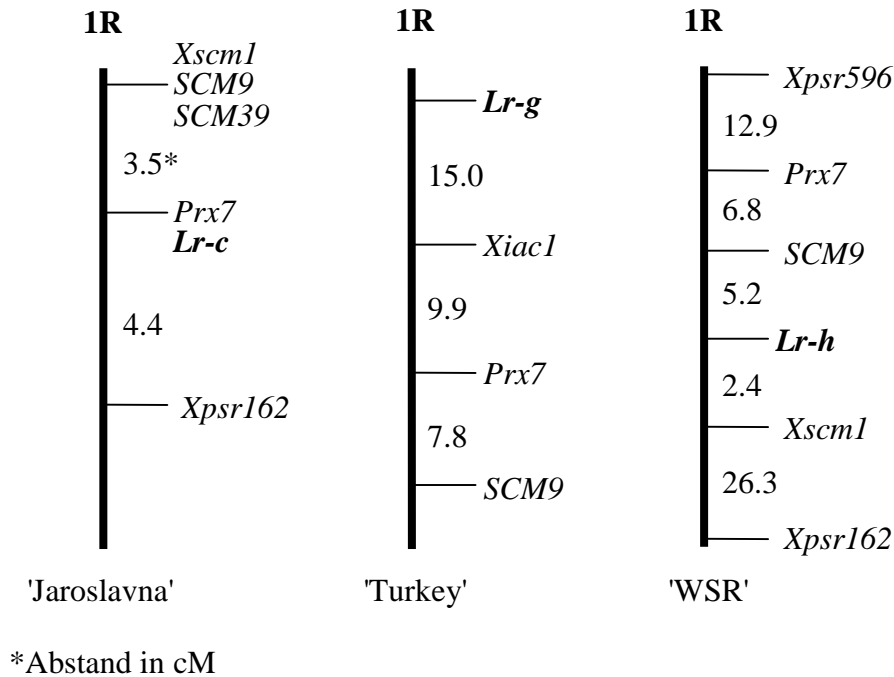 1R
Xscm1
SCM9
SCM39
3.5*
Prx7
Lr-c
4.4
Xpsr162
'Jaroslavna'
1R
Lr-g
15.0
Xiac1
9.9
Prx7
7.8
SCM9
'Turkey'
1R
Xpsr596
12.9
Prx7
6.8
SCM9
5.2
Lr-h
2.4
Xscm1
26.3
Xpsr162
'WSR'
*Abstand in cM